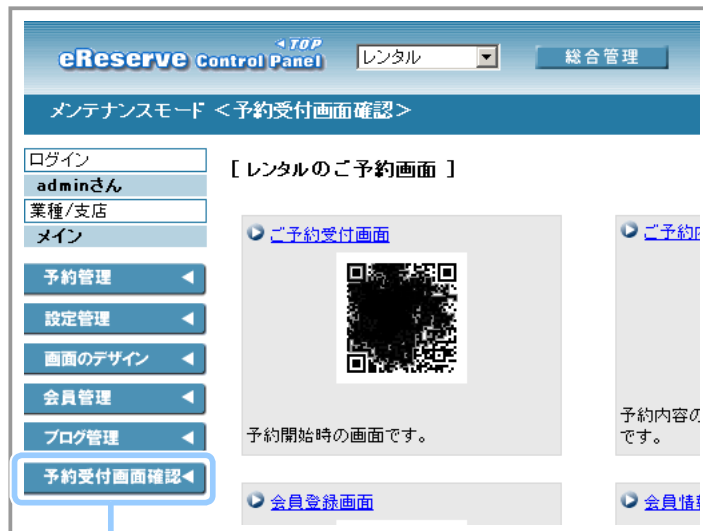 ◀ TOP
eReserve Control Panel
レンタル
総合管理
メンテナンスモード ＜予約受付画面確認＞
ログイン
adminさん
業種/支店
メイン
予約管理
設定管理
画面のデザイン
会員管理
ブログ管理
予約受付画面確認
[ レンタルのご予約画面 ]
ご予約受付画面
予約開始時の画面です。
会員登録画面
ご予約
予約内容の
です。
会員情